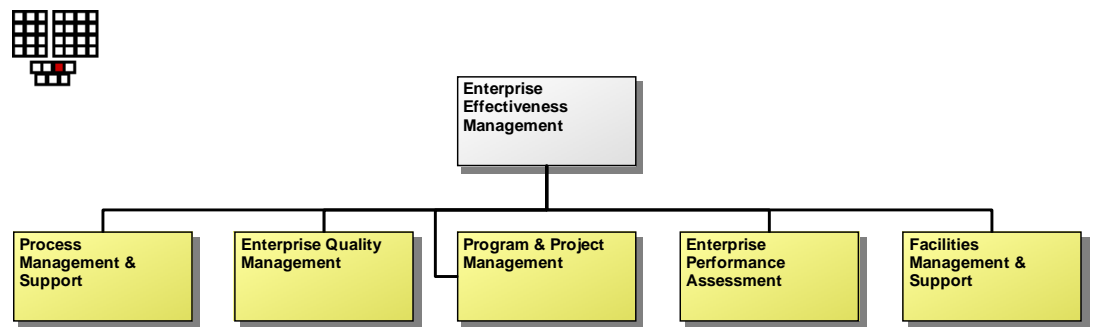 Enterprise
Effectiveness
Management
Process
Management &
Support
Enterprise Quality
Management
Program & Project
Management
Enterprise
Performance
Assessment
Facilities
Management &
Support